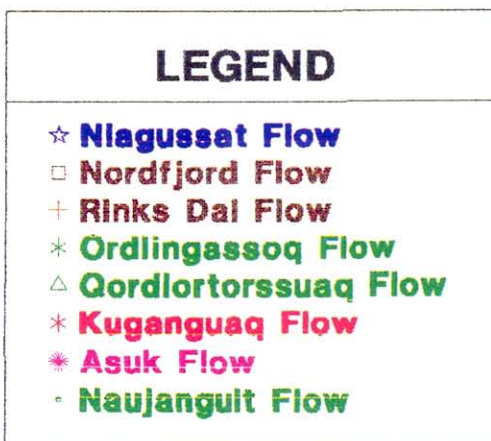 LEGEND
Niagussat Flow
Nordfjord Flow
Rinks Dal Flow
Ordlingassoq Flow
Qordlortorssuaq Flow
Kuganguaq Flow
Asuk Flow
Naujanguit Flow